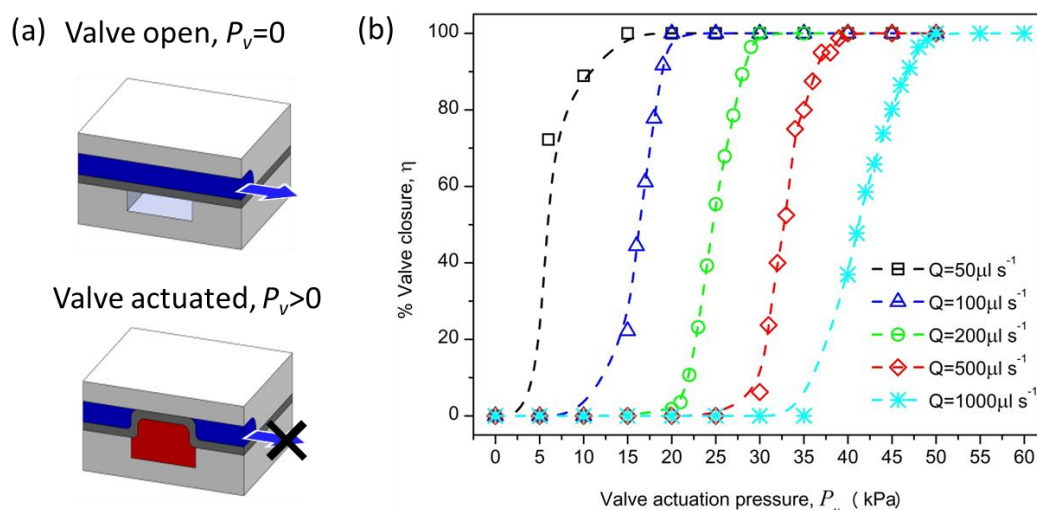 (a) Valve open, Pv=0
Valve actuated, Pv>0
(b)
% Valve closure, η
100
80
60
40
20
0
0 5 10 15 20 25 30 35 40 45 50 55 60
Valve actuation pressure, P ( kPa)
Q=50μl s⁻¹
Q=100μl s⁻¹
Q=200μl s⁻¹
Q=500μl s⁻¹
Q=1000μl s⁻¹